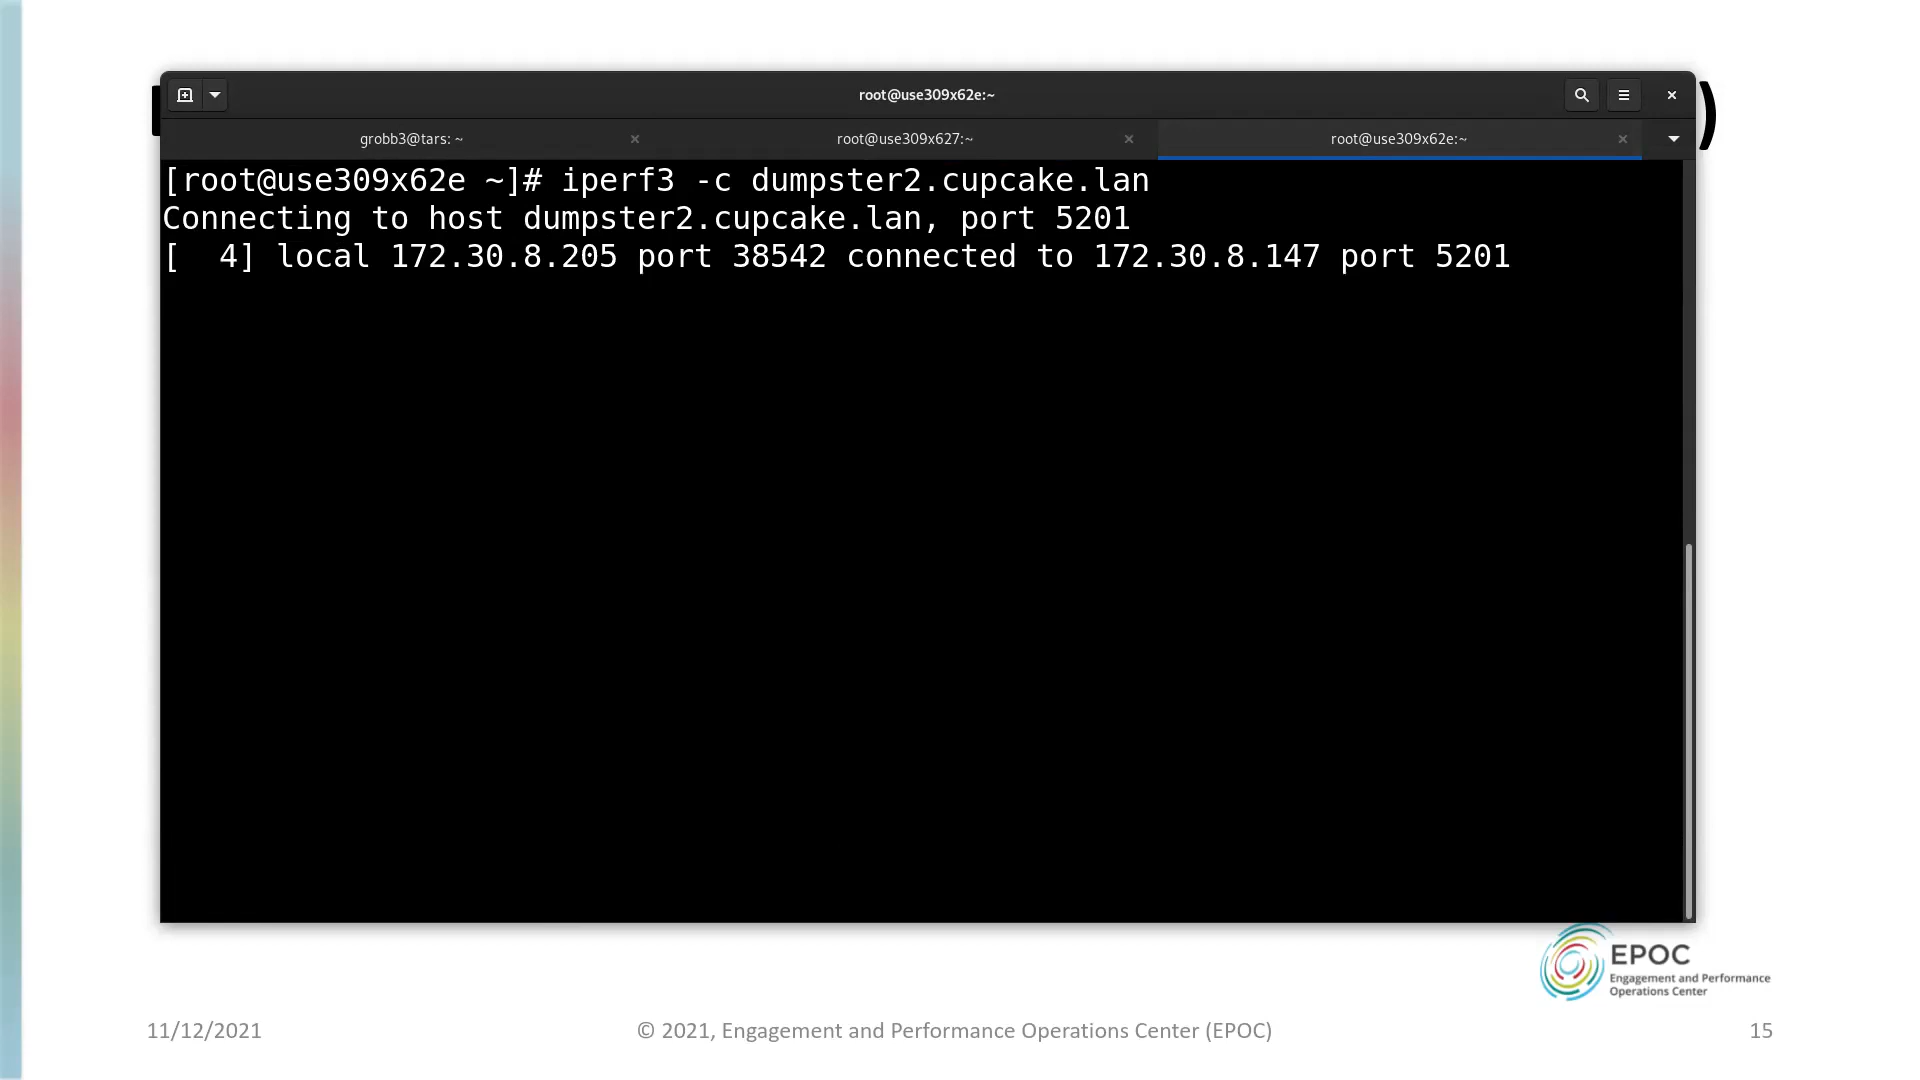 root@use309x62e:~
grobb3@tars: ~
root@use309x627:~
root@use309x62e:~
)
[root@use309x62e ~]# iperf3 -c dumpster2.cupcake.lan
Connecting to host dumpster2.cupcake.lan, port 5201
[  4] local 172.30.8.205 port 38542 connected to 172.30.8.147 port 5201
EPOC
Engagement and Performance
Operations Center
11/12/2021
© 2021, Engagement and Performance Operations Center (EPOC)
15